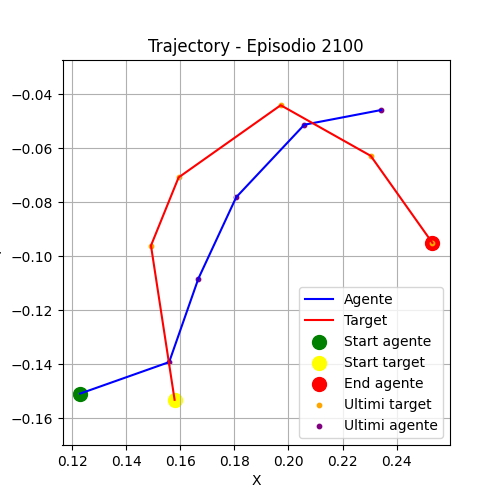 Trajectory - Episodio 2100
−0.04
−0.06
−0.08
−0.10
−0.12
−0.14
−0.16
0.12 0.14 0.16 0.18 0.20 0.22 0.24
X
Agente
Target
Start agente
Start target
End agente
Ultimi target
Ultimi agente